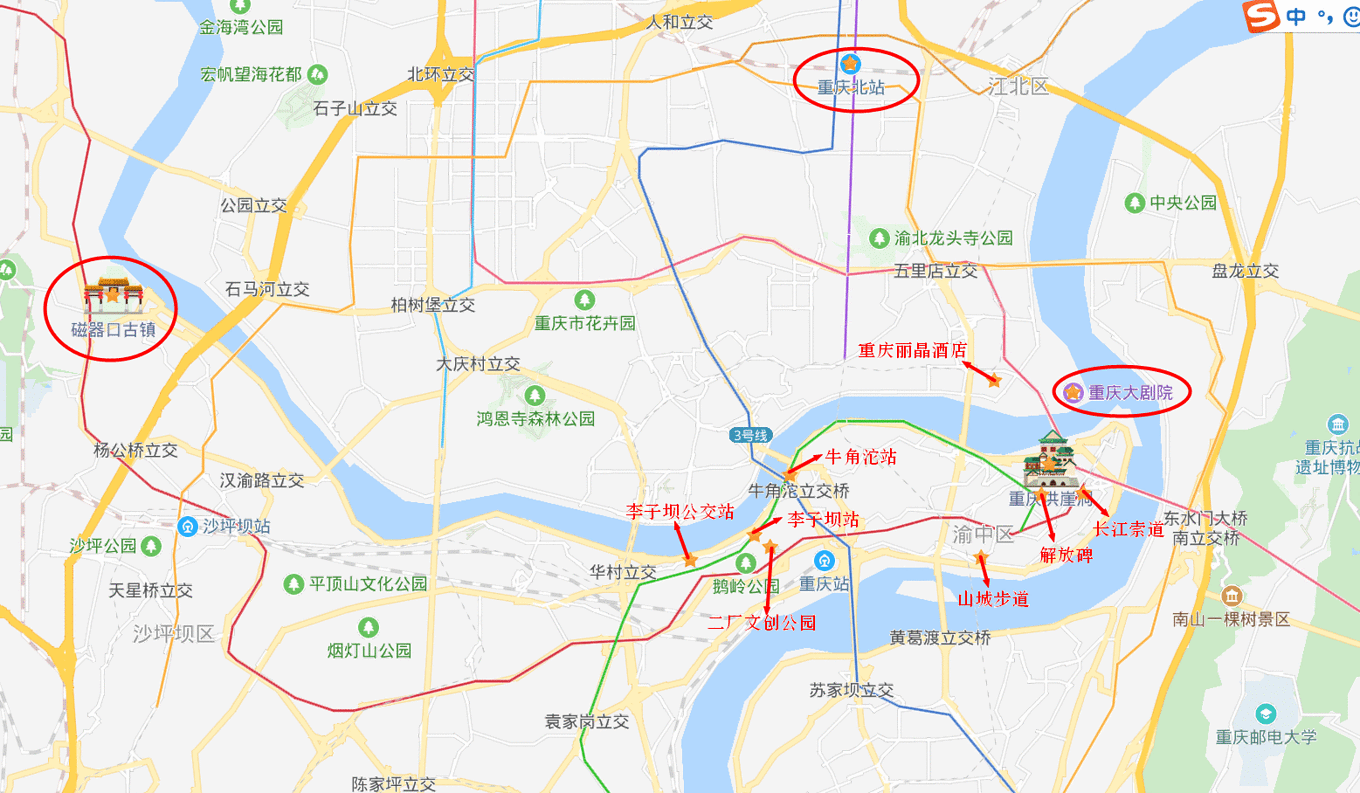 人和立交
中
金海湾公园
宏帆望海花都
北环立交
重庆北站
江北区
石子山立交
公园立交
中央公园
渝北龙头寺公园
五里店立交
盘龙立交
石马河立交
柏树堡立交
重庆市花卉园
磁器口古镇
重庆丽晶酒店
大庆村立交
重庆大剧院
鸿恩寺森林公园
园
3号线
杨公桥立交
牛角沱站
重庆抗战
遗址博物
汉渝路立交
牛角沱立交桥
重庆洪崖洞
李子坝公交站
李子坝站
沙坪坝站
长江索道
东水门大桥
南立交桥
渝中区
沙坪公园
解放碑
华村立交
鹅岭公园
重庆站
平顶山文化公园
天星桥立交
山城步道
二厂文创公园
南山一棵树景区
沙坪坝区
黄葛渡立交桥
烟灯山公园
苏家坝立交
袁家岗立交
重庆邮电大学
陈家坪立交